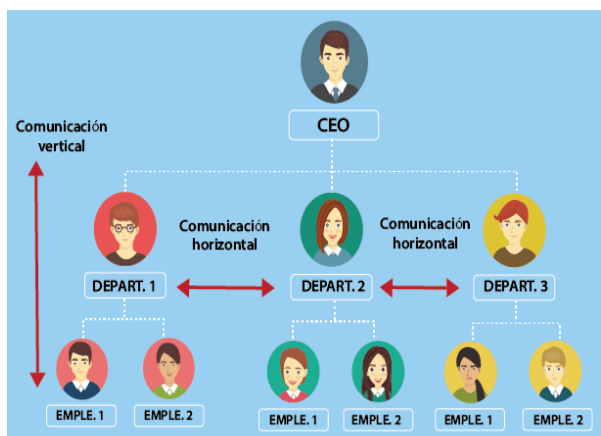 CEO
Comunicación
vertical
Comunicación
horizontal
Comunicación
horizontal
DEPART. 1
DEPART. 2
DEPART. 3
EMPLE. 1
EMPLE. 2
EMPLE. 1
EMPLE. 2
EMPLE. 1
EMPLE. 2